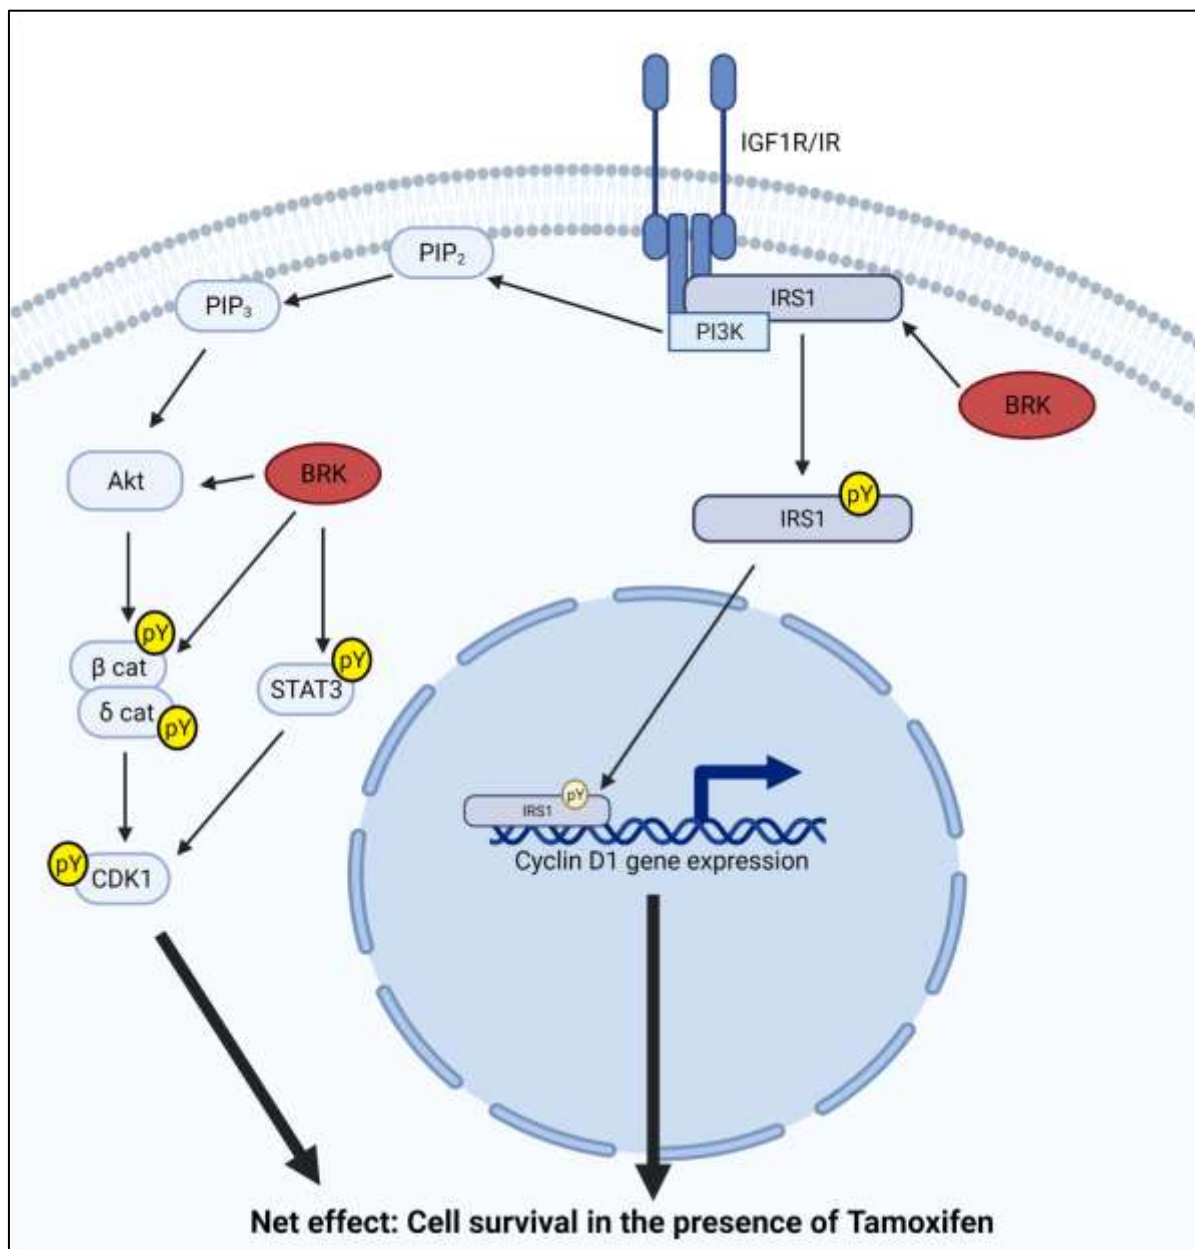 IGF1R/IR
PIP₂
PIP₃
IRS1
PI3K
BRK
Akt
BRK
pY
IRS1
pY
β cat
pY
STAT3
δ cat
pY
pY
IRS1
Cyclin D1 gene expression
pY
CDK1
Net effect: Cell survival in the presence of Tamoxifen